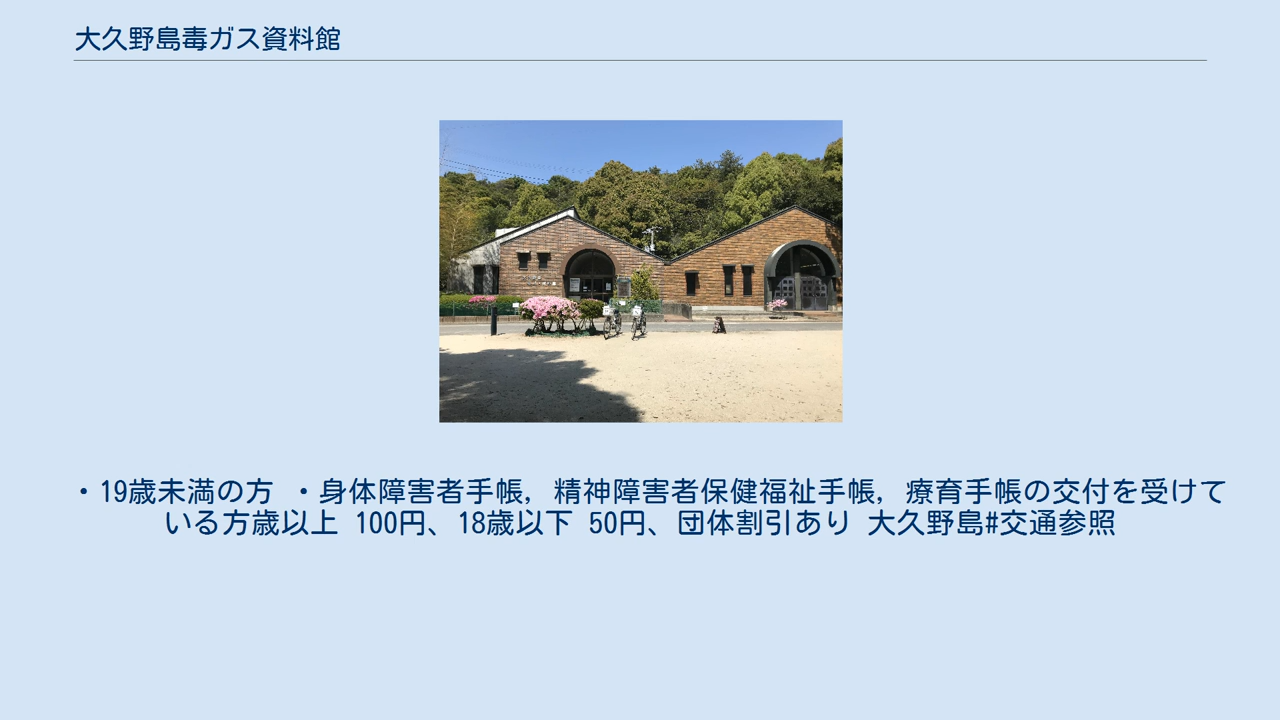 大久野島毒ガス資料館
・19歳未満の方 ・身体障害者手帳，精神障害者保健福祉手帳，療育手帳の交付を受けて
いる方歳以上 100円、18歳以下 50円、団体割引あり 大久野島#交通参照